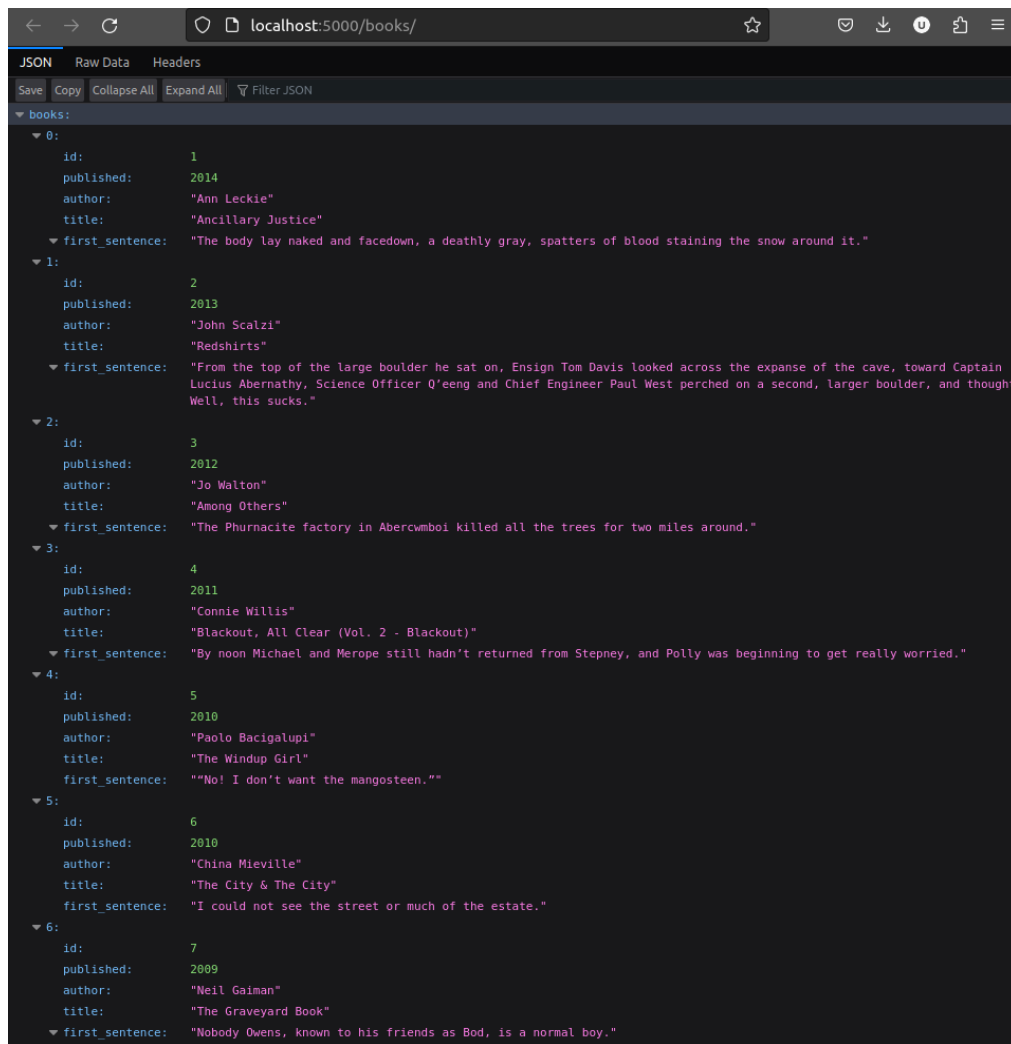 localhost:5000/books/
JSON Raw Data Headers
Save Copy Collapse All Expand All Filter JSON
books:
0:
id: 1
published: 2014
author: "Ann Leckie"
title: "Ancillary Justice"
first_sentence: "The body lay naked and facedown, a deathly gray, spatters of blood staining the snow around it."
1:
id: 2
published: 2013
author: "John Scalzi"
title: "Redshirts"
first_sentence: "From the top of the large boulder he sat on, Ensign Tom Davis looked across the expanse of the cave, toward Captain
Lucius Abernathy, Science Officer Q’eeng and Chief Engineer Paul West perched on a second, larger boulder, and though
Well, this sucks."
2:
id: 3
published: 2012
author: "Jo Walton"
title: "Among Others"
first_sentence: "The Phurnacite factory in Abercwmboi killed all the trees for two miles around."
3:
id: 4
published: 2011
author: "Connie Willis"
title: "Blackout, All Clear (Vol. 2 - Blackout)"
first_sentence: "By noon Michael and Merope still hadn’t returned from Stepney, and Polly was beginning to get really worried."
4:
id: 5
published: 2010
author: "Paolo Bacigalupi"
title: "The Windup Girl"
first_sentence: "“No! I don’t want the mangosteen.”"
5:
id: 6
published: 2010
author: "China Mieville"
title: "The City & The City"
first_sentence: "I could not see the street or much of the estate."
6:
id: 7
published: 2009
author: "Neil Gaiman"
title: "The Graveyard Book"
first_sentence: "Nobody Owens, known to his friends as Bod, is a normal boy."